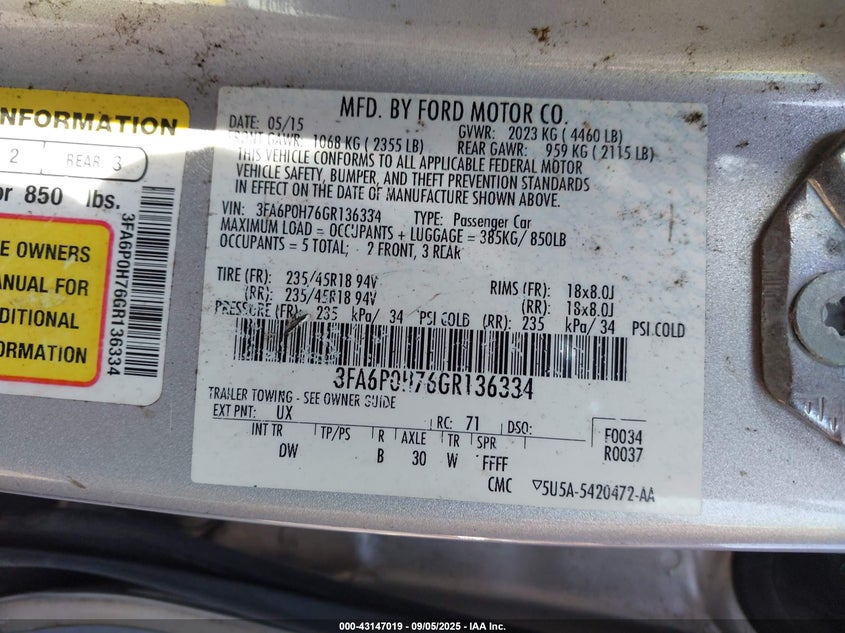 NFORMATION
2 REAR 3
or 850 lbs.
E OWNERS
ANUAL FOR
DITIONAL
ORMATION
3FA6P0H76GR136334
MFD. BY FORD MOTOR CO.
DATE: 05/15 GVWR: 2023 KG ( 4460 LB)
FRONT GAWR: 1068 KG ( 2355 LB) REAR GAWR: 959 KG ( 2115 LB)
THIS VEHICLE CONFORMS TO ALL APPLICABLE FEDERAL MOTOR
VEHICLE SAFETY, BUMPER, AND THEFT PREVENTION STANDARDS
IN EFFECT ON THE DATE OF MANUFACTURE SHOWN ABOVE.
VIN: 3FA6P0H76GR136334 TYPE: Passenger Car
MAXIMUM LOAD = OCCUPANTS + LUGGAGE = 385KG/ 850LB
OCCUPANTS = 5 TOTAL; 2 FRONT, 3 REAR
TIRE (FR): 235/45R18 94V RIMS (FR): 18x8.0J
(RR): 235/45R18 94V (RR): 18x8.0J
PRESSURE (FR): 235 kPa/ 34 PSI COLD (RR): 235 kPa/ 34 PSI COLD
3FA6P0H76GR136334
TRAILER TOWING - SEE OWNER GUIDE
EXT PNT: UX RC: 71 DSO: F0034
INT TR TP/PS R AXLE TR SPR R0037
DW B 30 W FFFF
CMC ▽5U5A-5420472-AA
000-43147019 - 09/05/2025 - IAA Inc.